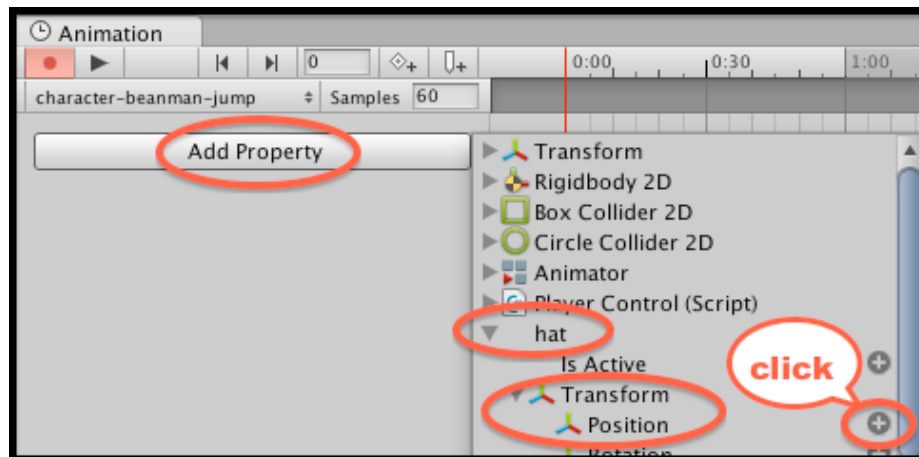 Animation
0
0:00
0:30
1:00
character-beanman-jump
Samples 60
Add Property
Transform
Rigidbody 2D
Box Collider 2D
Circle Collider 2D
Animator
Player Control (Script)
hat
Is Active
click
Transform
Position
Rotation